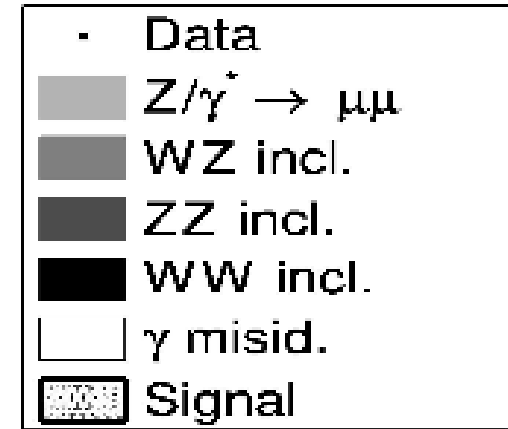 Data
Z/γ* → μμ
WZ incl.
ZZ incl.
WW incl.
γ misid.
Signal